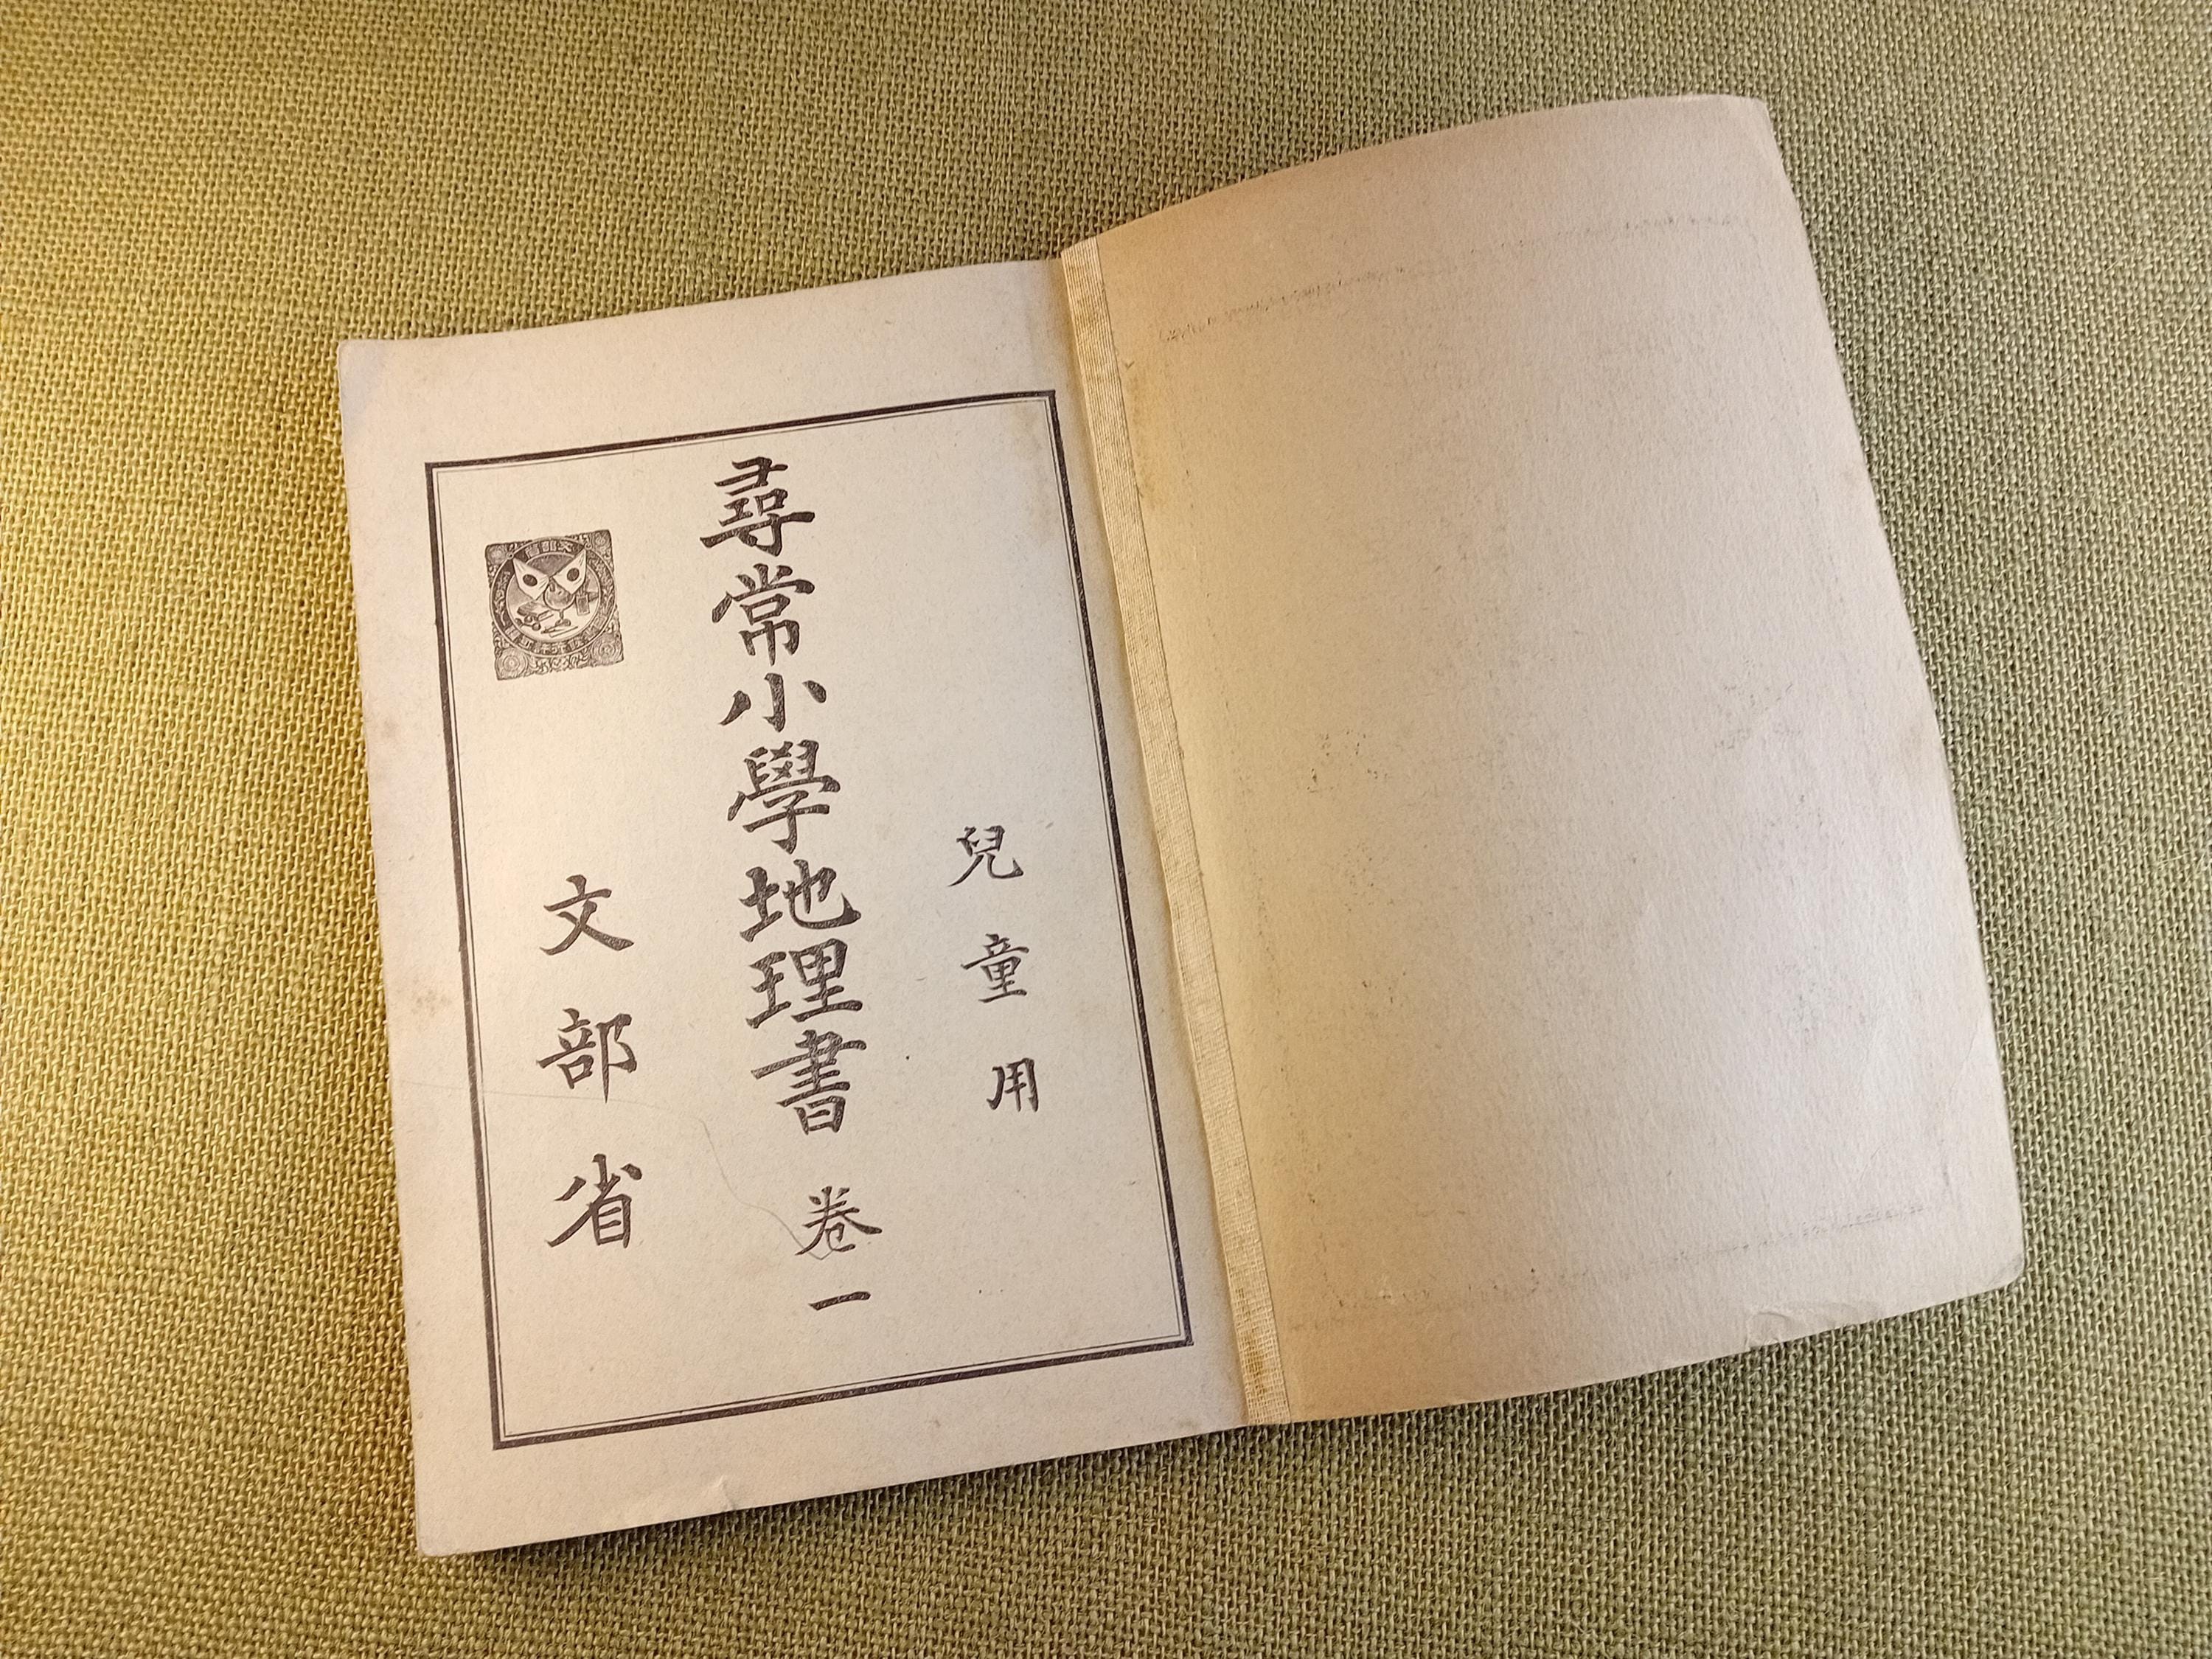 兒童用
尋常小學地理書 卷一
文部省